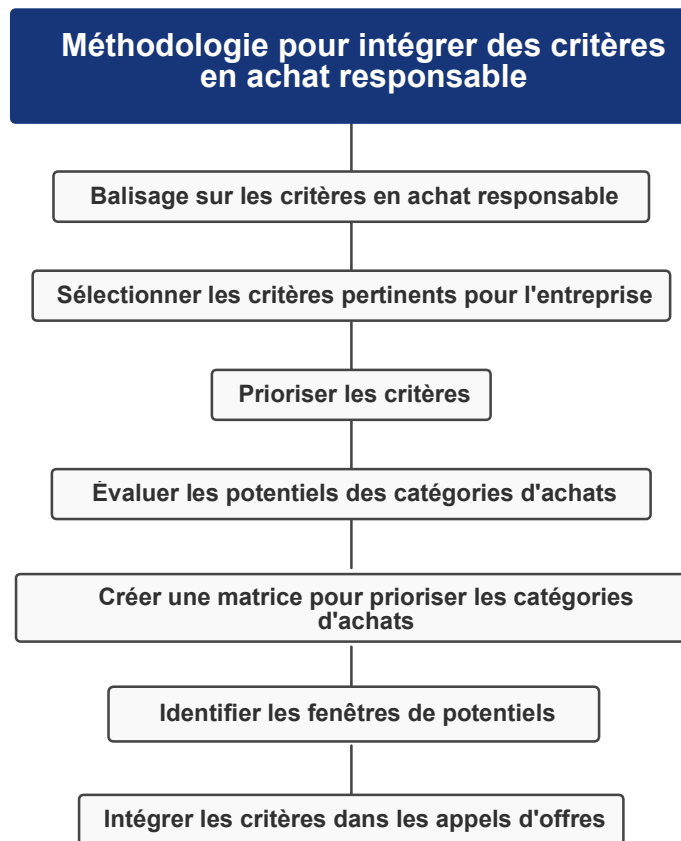 Méthodologie pour intégrer des critères
en achat responsable
Balisage sur les critères en achat responsable
Sélectionner les critères pertinents pour l'entreprise
Prioriser les critères
Évaluer les potentiels des catégories d'achats
Créer une matrice pour prioriser les catégories
d'achats
Identifier les fenêtres de potentiels
Intégrer les critères dans les appels d'offres